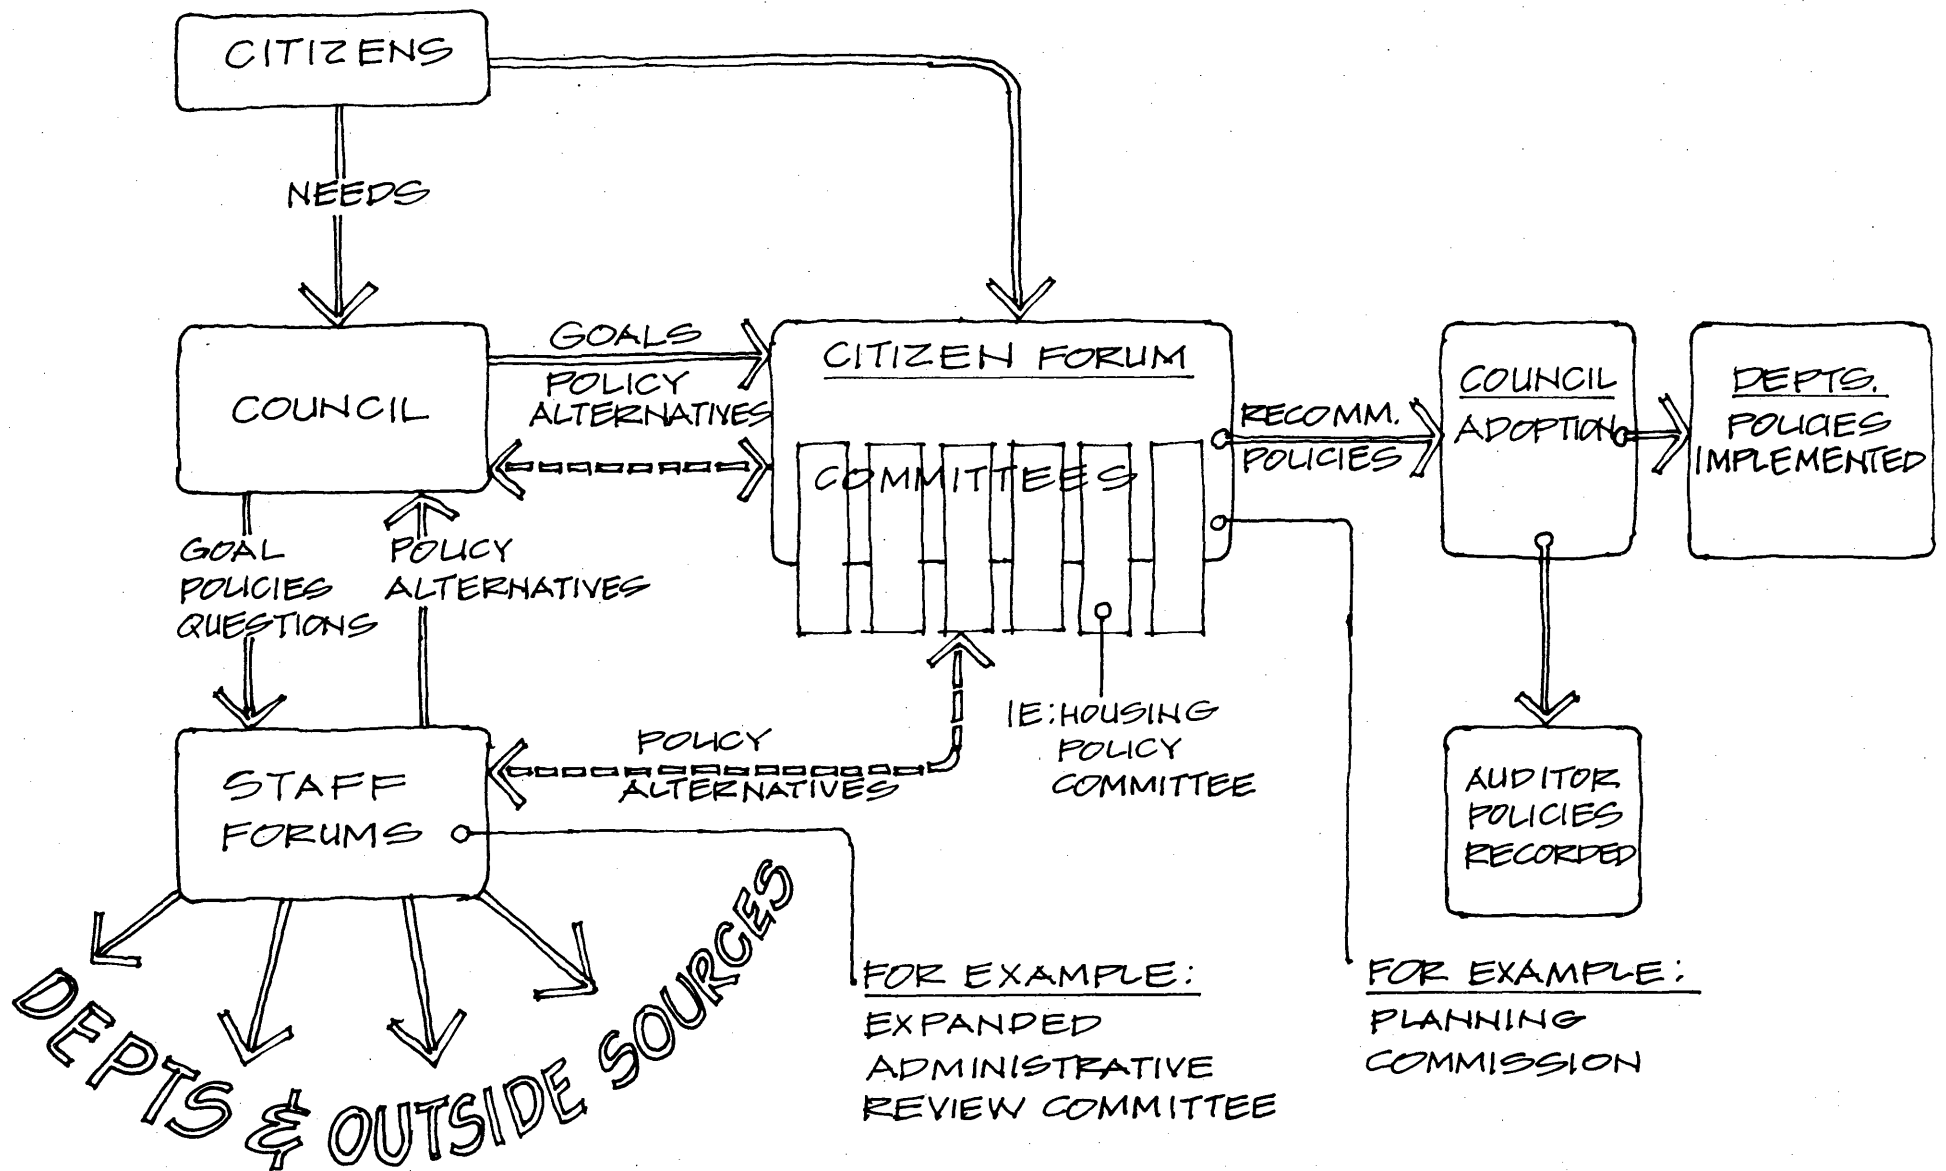 CITIZENS
NEEDS
COUNCIL
GOALS
POLICY
ALTERNATIVES
CITIZEN FORUM
COMMITTEES
RECOMM.
POLICIES
COUNCIL
ADOPTION
DEPTS.
POLICIES
IMPLEMENTED
GOAL
POLICIES
QUESTIONS
POLICY
ALTERNATIVES
STAFF
FORUMS
POLICY
ALTERNATIVES
IE: HOUSING
POLICY
COMMITTEE
AUDITOR
POLICIES
RECORDED
DEPTS & OUTSIDE SOURCES
FOR EXAMPLE:
EXPANDED
ADMINISTRATIVE
REVIEW COMMITTEE
FOR EXAMPLE:
PLANNING
COMMISSION